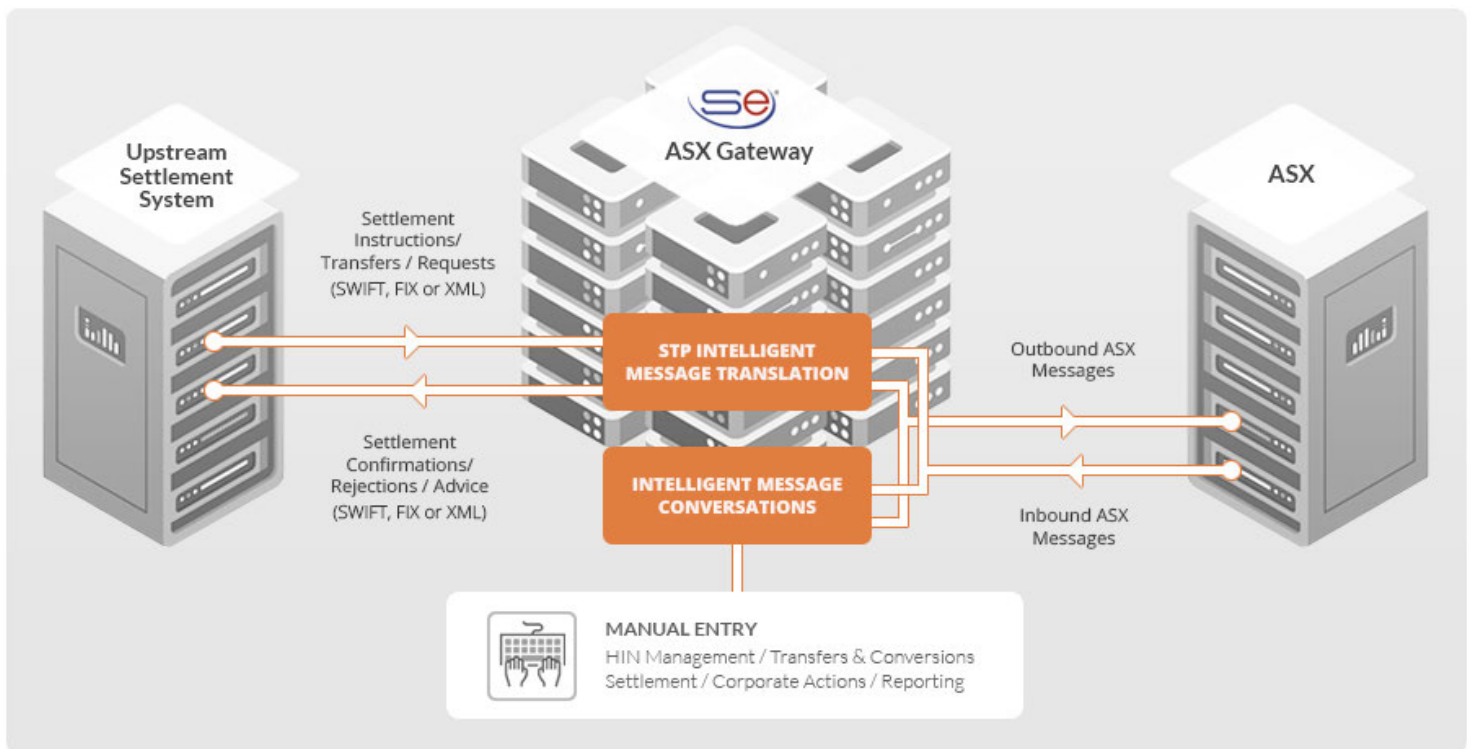 se
ASX Gateway
Upstream
Settlement
System
ASX
Settlement
Instructions/
Transfers / Requests
(SWIFT, FIX or XML)
STP INTELLIGENT
MESSAGE TRANSLATION
Outbound ASX
Messages
Settlement
Confirmations/
Rejections / Advice
(SWIFT, FIX or XML)
INTELLIGENT MESSAGE
CONVERSATIONS
Inbound ASX
Messages
MANUAL ENTRY
HIN Management / Transfers & Conversions
Settlement / Corporate Actions / Reporting